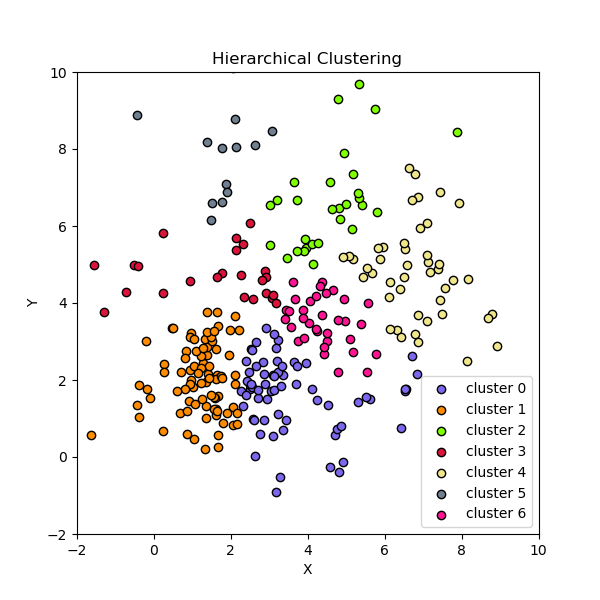 Hierarchical Clustering
10
8
6
4
2
0
−2
Y
−2 0 2 4 6 8 10
X
cluster 0
cluster 1
cluster 2
cluster 3
cluster 4
cluster 5
cluster 6